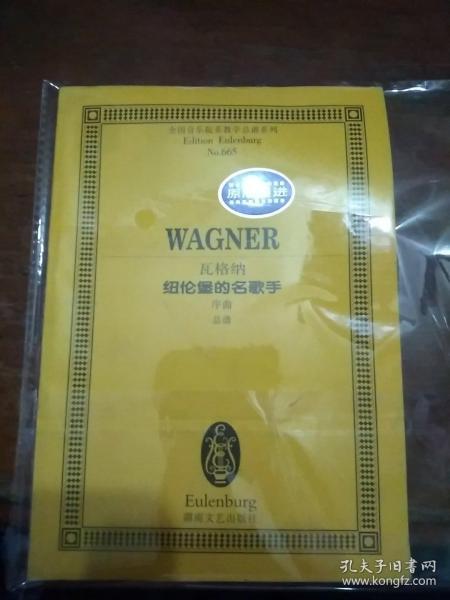 全国音乐院系教学总谱系列
Edition Eulenburg
No.665
原版引进
WAGNER
瓦格纳
纽伦堡的名歌手
序曲
总谱
Eulenburg
湖南文艺出版社
孔夫子旧书网
www.kongfz.com